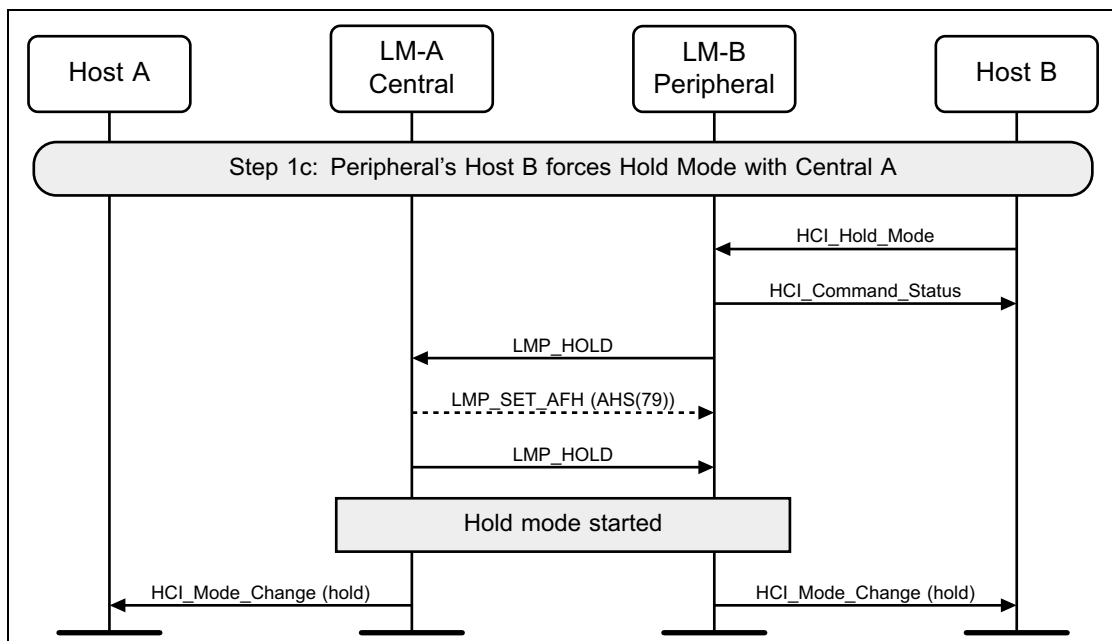 Host A
LM-A
Central
LM-B
Peripheral
Host B
Step 1c: Peripheral's Host B forces Hold Mode with Central A
HCI_Hold_Mode
HCI_Command_Status
LMP_HOLD
LMP_SET_AFH (AHS(79))
LMP_HOLD
Hold mode started
HCI_Mode_Change (hold)
HCI_Mode_Change (hold)